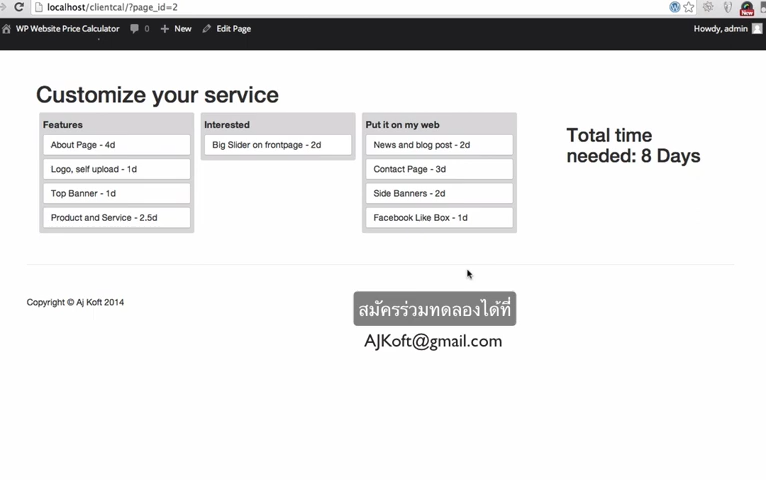 localhost/clientcal/?page_id=2
New
WP Website Price Calculator
0
+ New
Edit Page
Howdy, admin
Customize your service
Features
About Page - 4d
Logo, self upload - 1d
Top Banner - 1d
Product and Service - 2.5d
Interested
Big Slider on frontpage - 2d
Put it on my web
News and blog post - 2d
Contact Page - 3d
Side Banners - 2d
Facebook Like Box - 1d
Total time
needed: 8 Days
Copyright © Aj Koft 2014
สมัครร่วมทดลองได้ที่
AJKoft@gmail.com